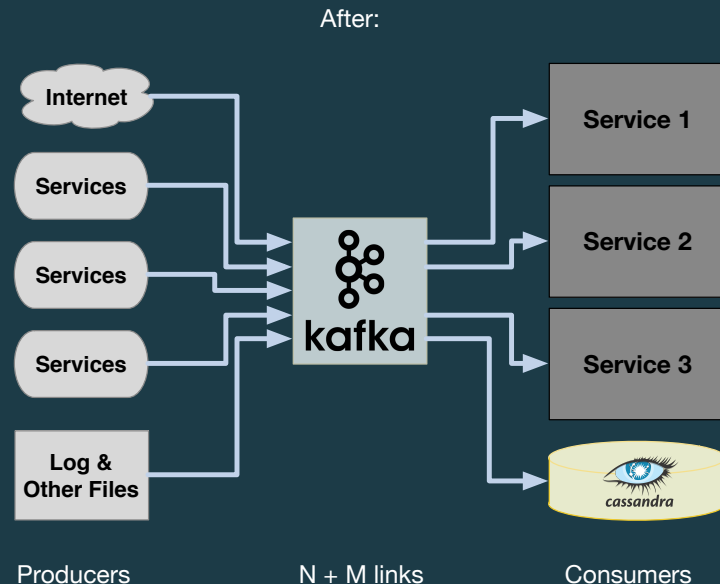 After:
Internet
Services
Services
Services
Log &
Other Files
kafka
Service 1
Service 2
Service 3
cassandra
Producers
N + M links
Consumers